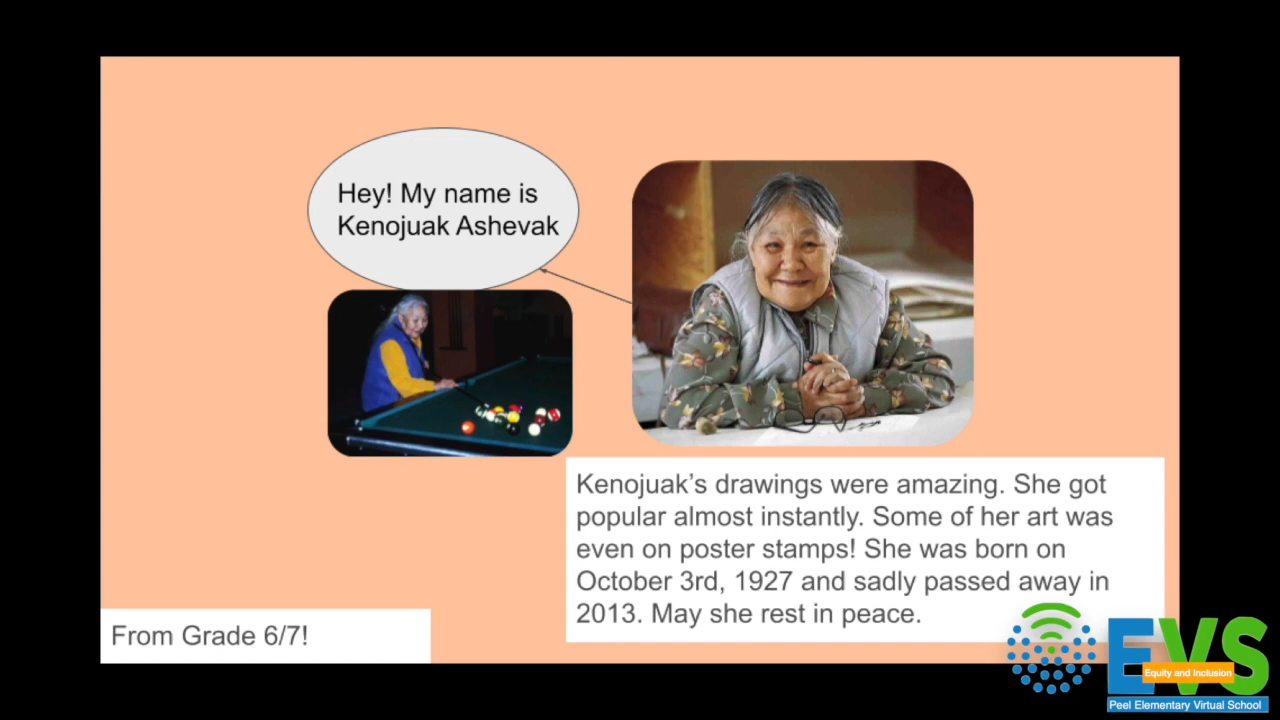 Hey! My name is
Kenojuak Ashevak
Kenojuak’s drawings were amazing. She got
popular almost instantly. Some of her art was
even on poster stamps! She was born on
October 3rd, 1927 and sadly passed away in
2013. May she rest in peace.
From Grade 6/7!
EVS
Equity and Inclusion
Peel Elementary Virtual School